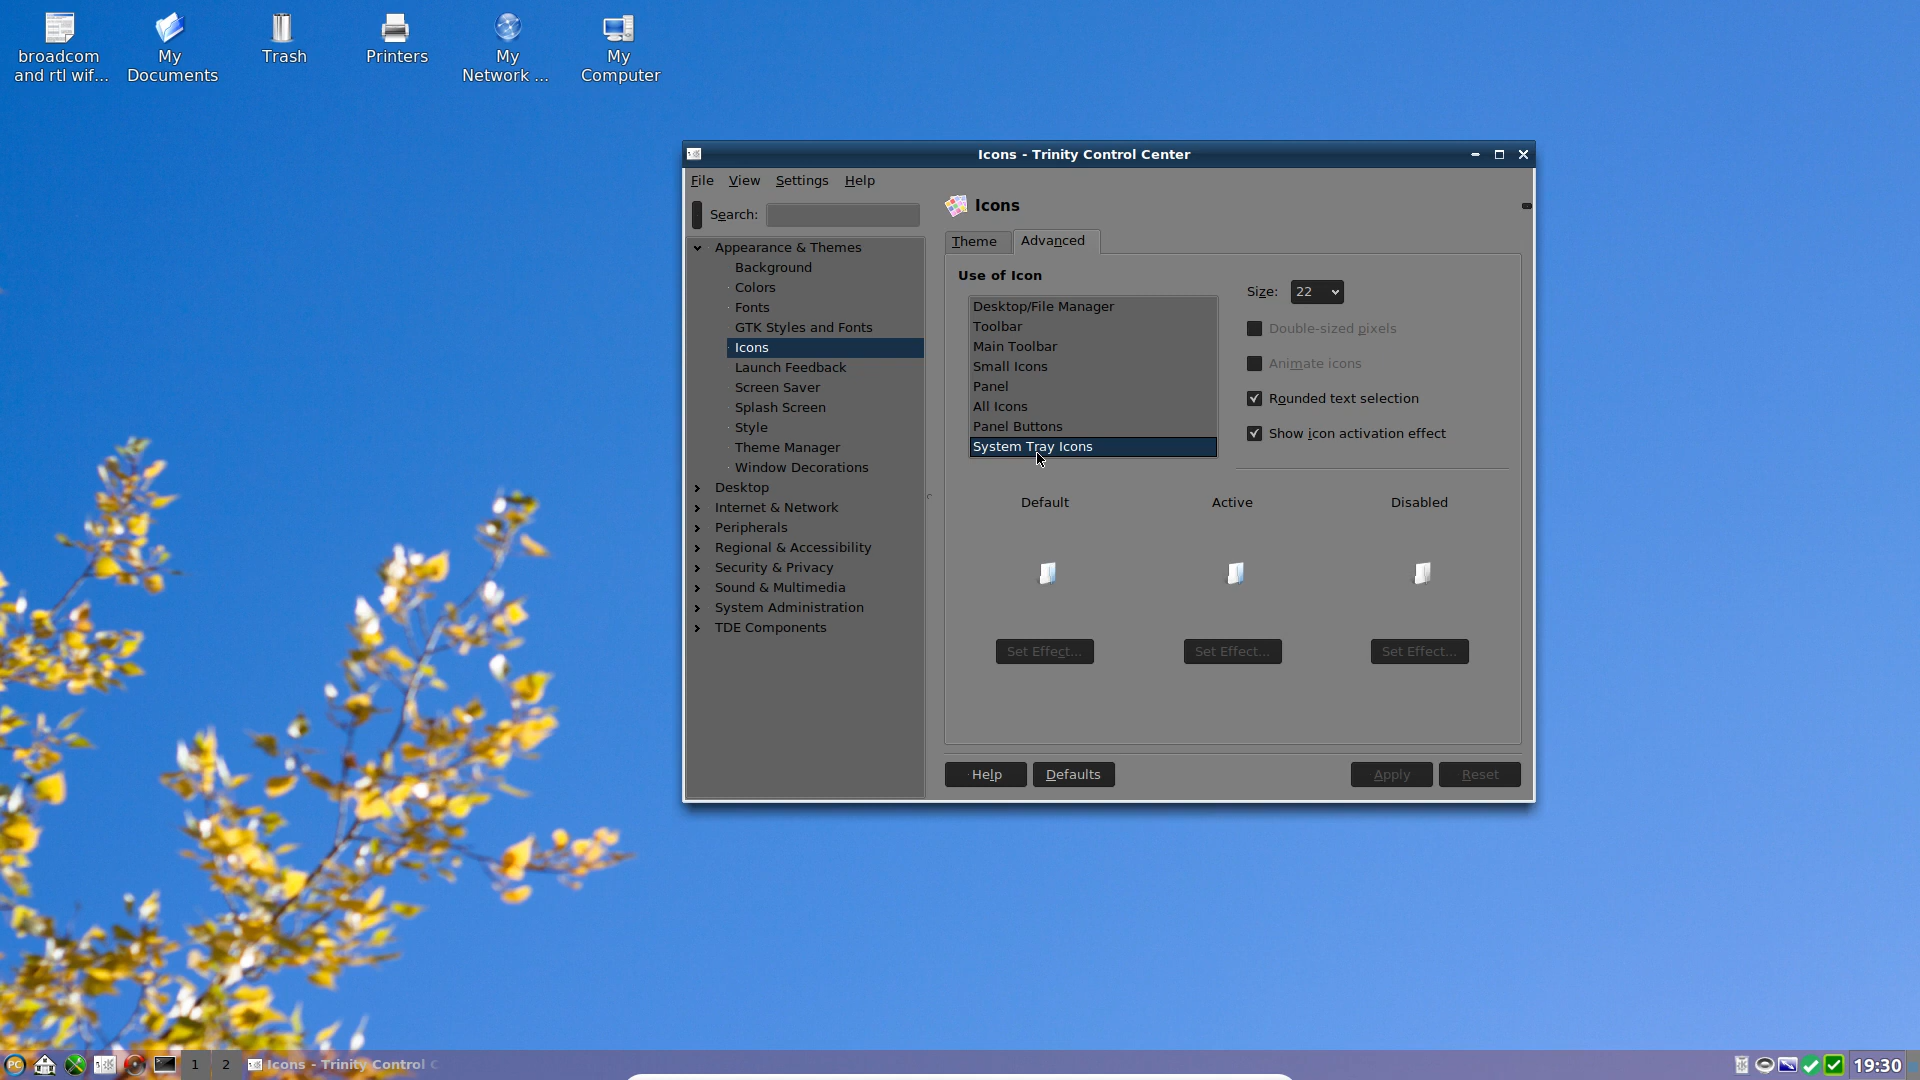 broadcom
and rtl wif...
My
Documents
Trash
Printers
My
Network ...
My
Computer
Icons - Trinity Control Center
File View Settings Help
Search:
Icons
Theme Advanced
Appearance & Themes
Background
Colors
Fonts
GTK Styles and Fonts
Icons
Launch Feedback
Screen Saver
Splash Screen
Style
Theme Manager
Window Decorations
Desktop
Internet & Network
Peripherals
Regional & Accessibility
Security & Privacy
Sound & Multimedia
System Administration
TDE Components
Use of Icon
Desktop/File Manager
Toolbar
Main Toolbar
Small Icons
Panel
All Icons
Panel Buttons
System Tray Icons
Size: 22
Double-sized pixels
Animate icons
Rounded text selection
Show icon activation effect
Default Active Disabled
Set Effect... Set Effect... Set Effect...
Help Defaults Apply Reset
PC 1 2 Icons - Trinity Control C 19:30